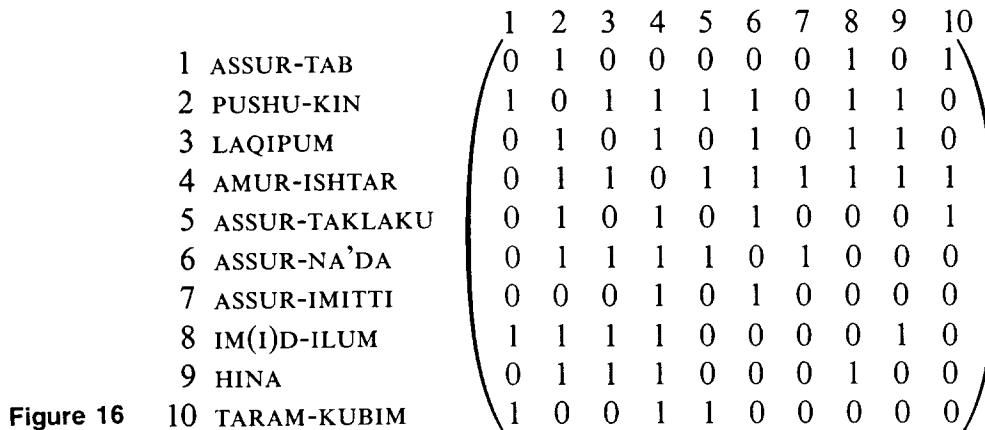 1 2 3 4 5 6 7 8 9 10
1 ASSUR-TAB 0 1 0 0 0 0 0 1 0 1
2 PUSHU-KIN 1 0 1 1 1 1 0 1 1 0
3 LAQIPUM 0 1 0 1 0 1 0 1 1 0
4 AMUR-ISHTAR 0 1 1 0 1 1 1 1 1 1
5 ASSUR-TAKLAKU 0 1 0 1 0 1 0 0 0 1
6 ASSUR-NA'DA 0 1 1 1 1 0 1 0 0 0
7 ASSUR-IMITTI 0 0 0 1 0 1 0 0 0 0
8 IM(I)D-ILUM 1 1 1 1 0 0 0 0 1 0
9 HINA 0 1 1 1 0 0 0 1 0 0
Figure 16 10 TARAM-KUBIM 1 0 0 1 1 0 0 0 0 0